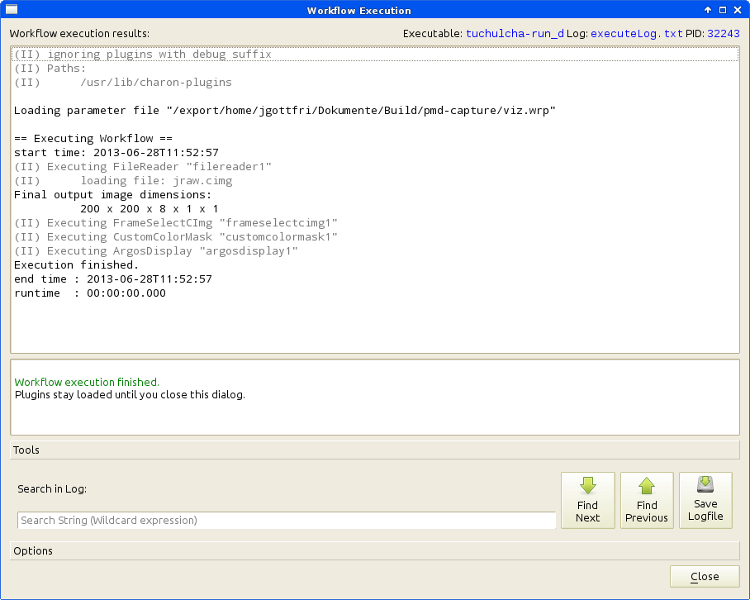 Workflow Execution
Workflow execution results: Executable: tuchulcha-run_d Log: executeLog.txt PID: 32243
(II) ignoring plugins with debug suffix
(II) Paths:
(II) /usr/lib/charon-plugins
Loading parameter file "/export/home/jgottfri/Dokumente/Build/pmd-capture/viz.wrp"
== Executing Workflow ==
start time: 2013-06-28T11:52:57
(II) Executing FileReader "filereader1"
(II) loading file: jraw.cimg
Final output image dimensions:
200 x 200 x 8 x 1 x 1
(II) Executing FrameSelectCImg "frameselectcimg1"
(II) Executing CustomColorMask "customcolormask1"
(II) Executing ArgosDisplay "argosdisplay1"
Execution finished.
end time : 2013-06-28T11:52:57
runtime : 00:00:00.000
Workflow execution finished.
Plugins stay loaded until you close this dialog.
Tools
Search in Log:
Search String (Wildcard expression)
Find Next
Find Previous
Save Logfile
Options
Close